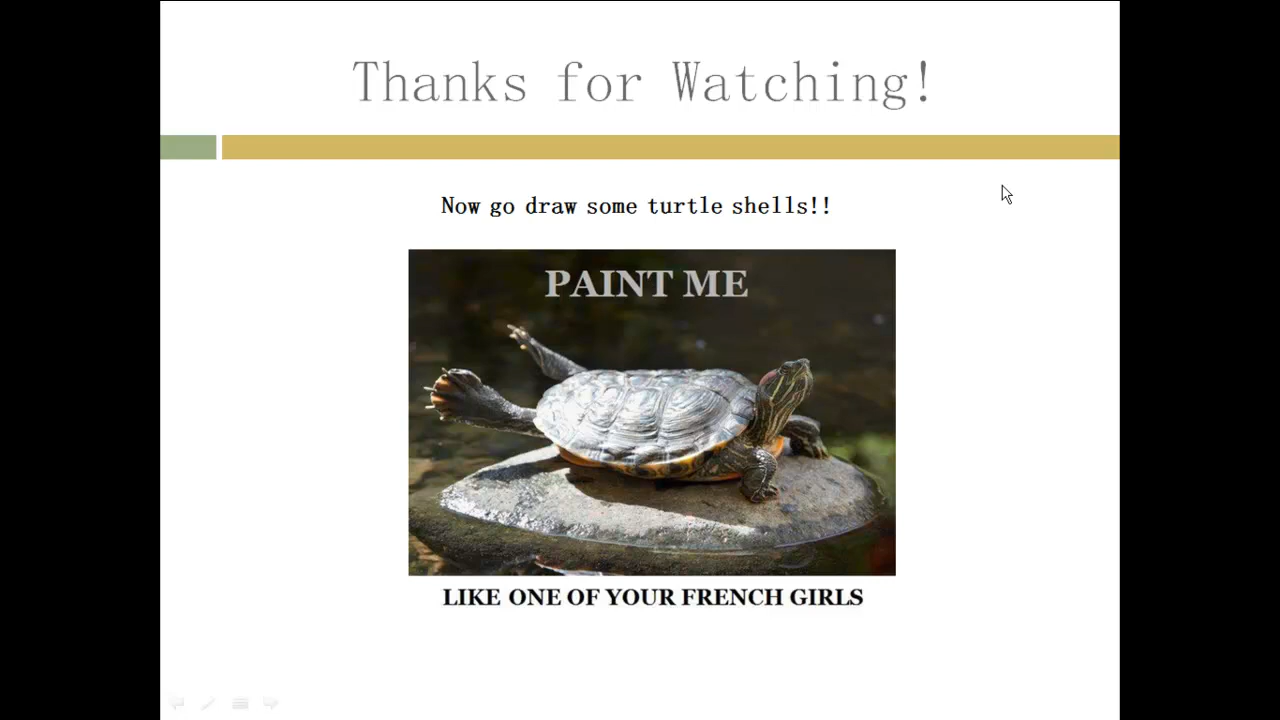 Thanks for Watching!
Now go draw some turtle shells!!
PAINT ME
LIKE ONE OF YOUR FRENCH GIRLS